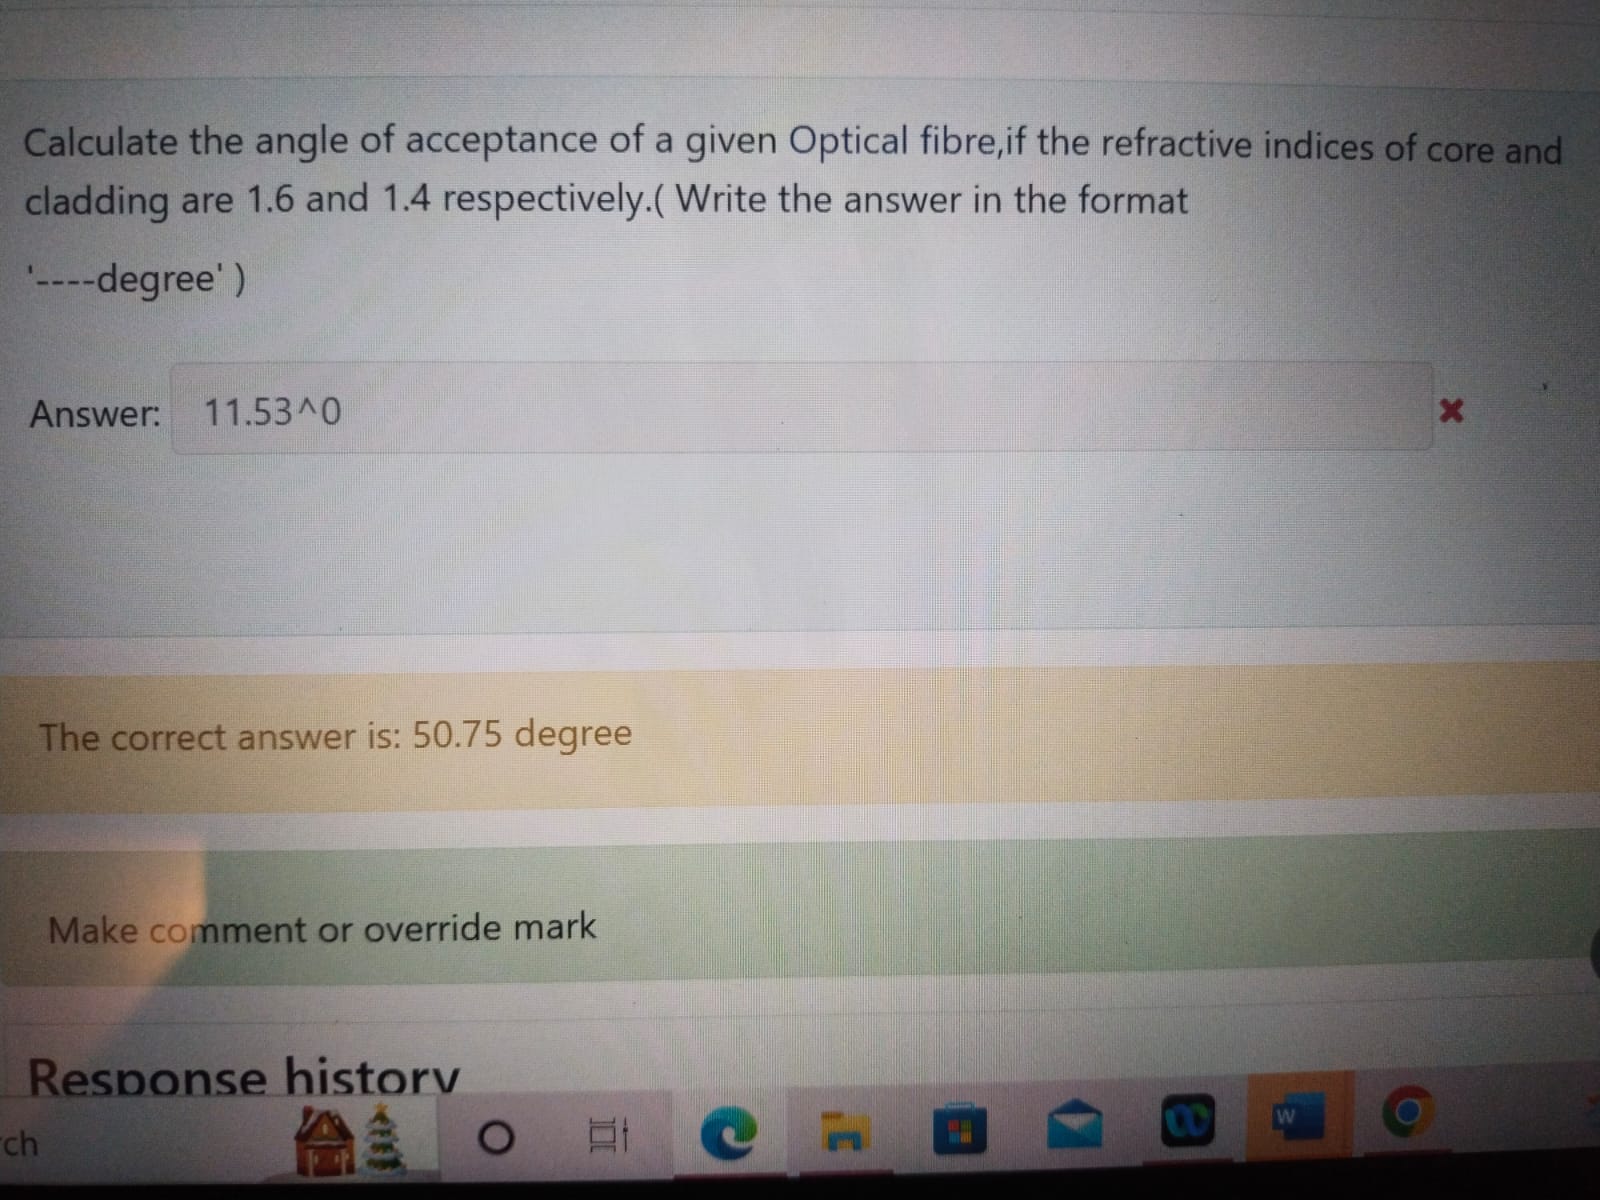 Calculate the angle of acceptance of a given Optical fibre,if the refractive indices of core and
cladding are 1.6 and 1.4 respectively.( Write the answer in the format
'----degree' )
Answer: 11.53^0
The correct answer is: 50.75 degree
Make comment or override mark
Response history
rch
W